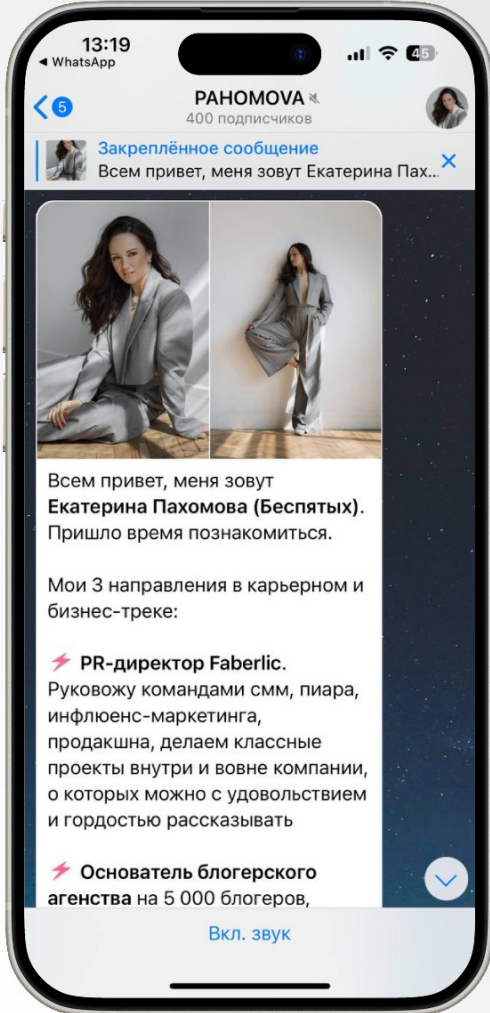 13:19
45
WhatsApp
5
PAHOMOVA
400 подписчиков
Закреплённое сообщение
Всем привет, меня зовут Екатерина Пах...
Всем привет, меня зовут
Екатерина Пахомова (Беспятых).
Пришло время познакомиться.
Мои 3 направления в карьерном и
бизнес-треке:
PR-директор Faberlic.
Руковожу командами смм, пиара,
инфлюенс-маркетинга,
продакшна, делаем классные
проекты внутри и вовне компании,
о которых можно с удовольствием
и гордостью рассказывать
Основатель блогерского
агенства на 5 000 блогеров,
Вкл. звук